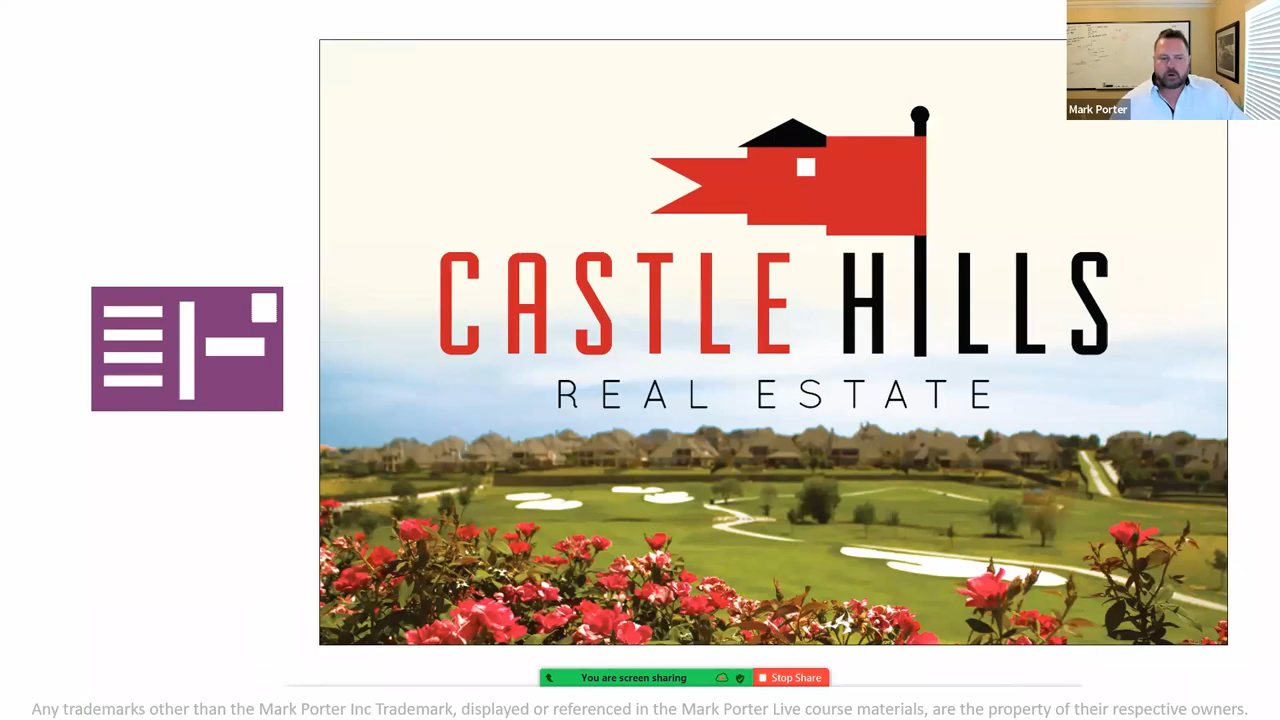 Mark Porter
CASTLE HILLS
REAL ESTATE
You are screen sharing
Stop Share
Any trademarks other than the Mark Porter Inc Trademark, displayed or referenced in the Mark Porter Live course materials, are the property of their respective owners.